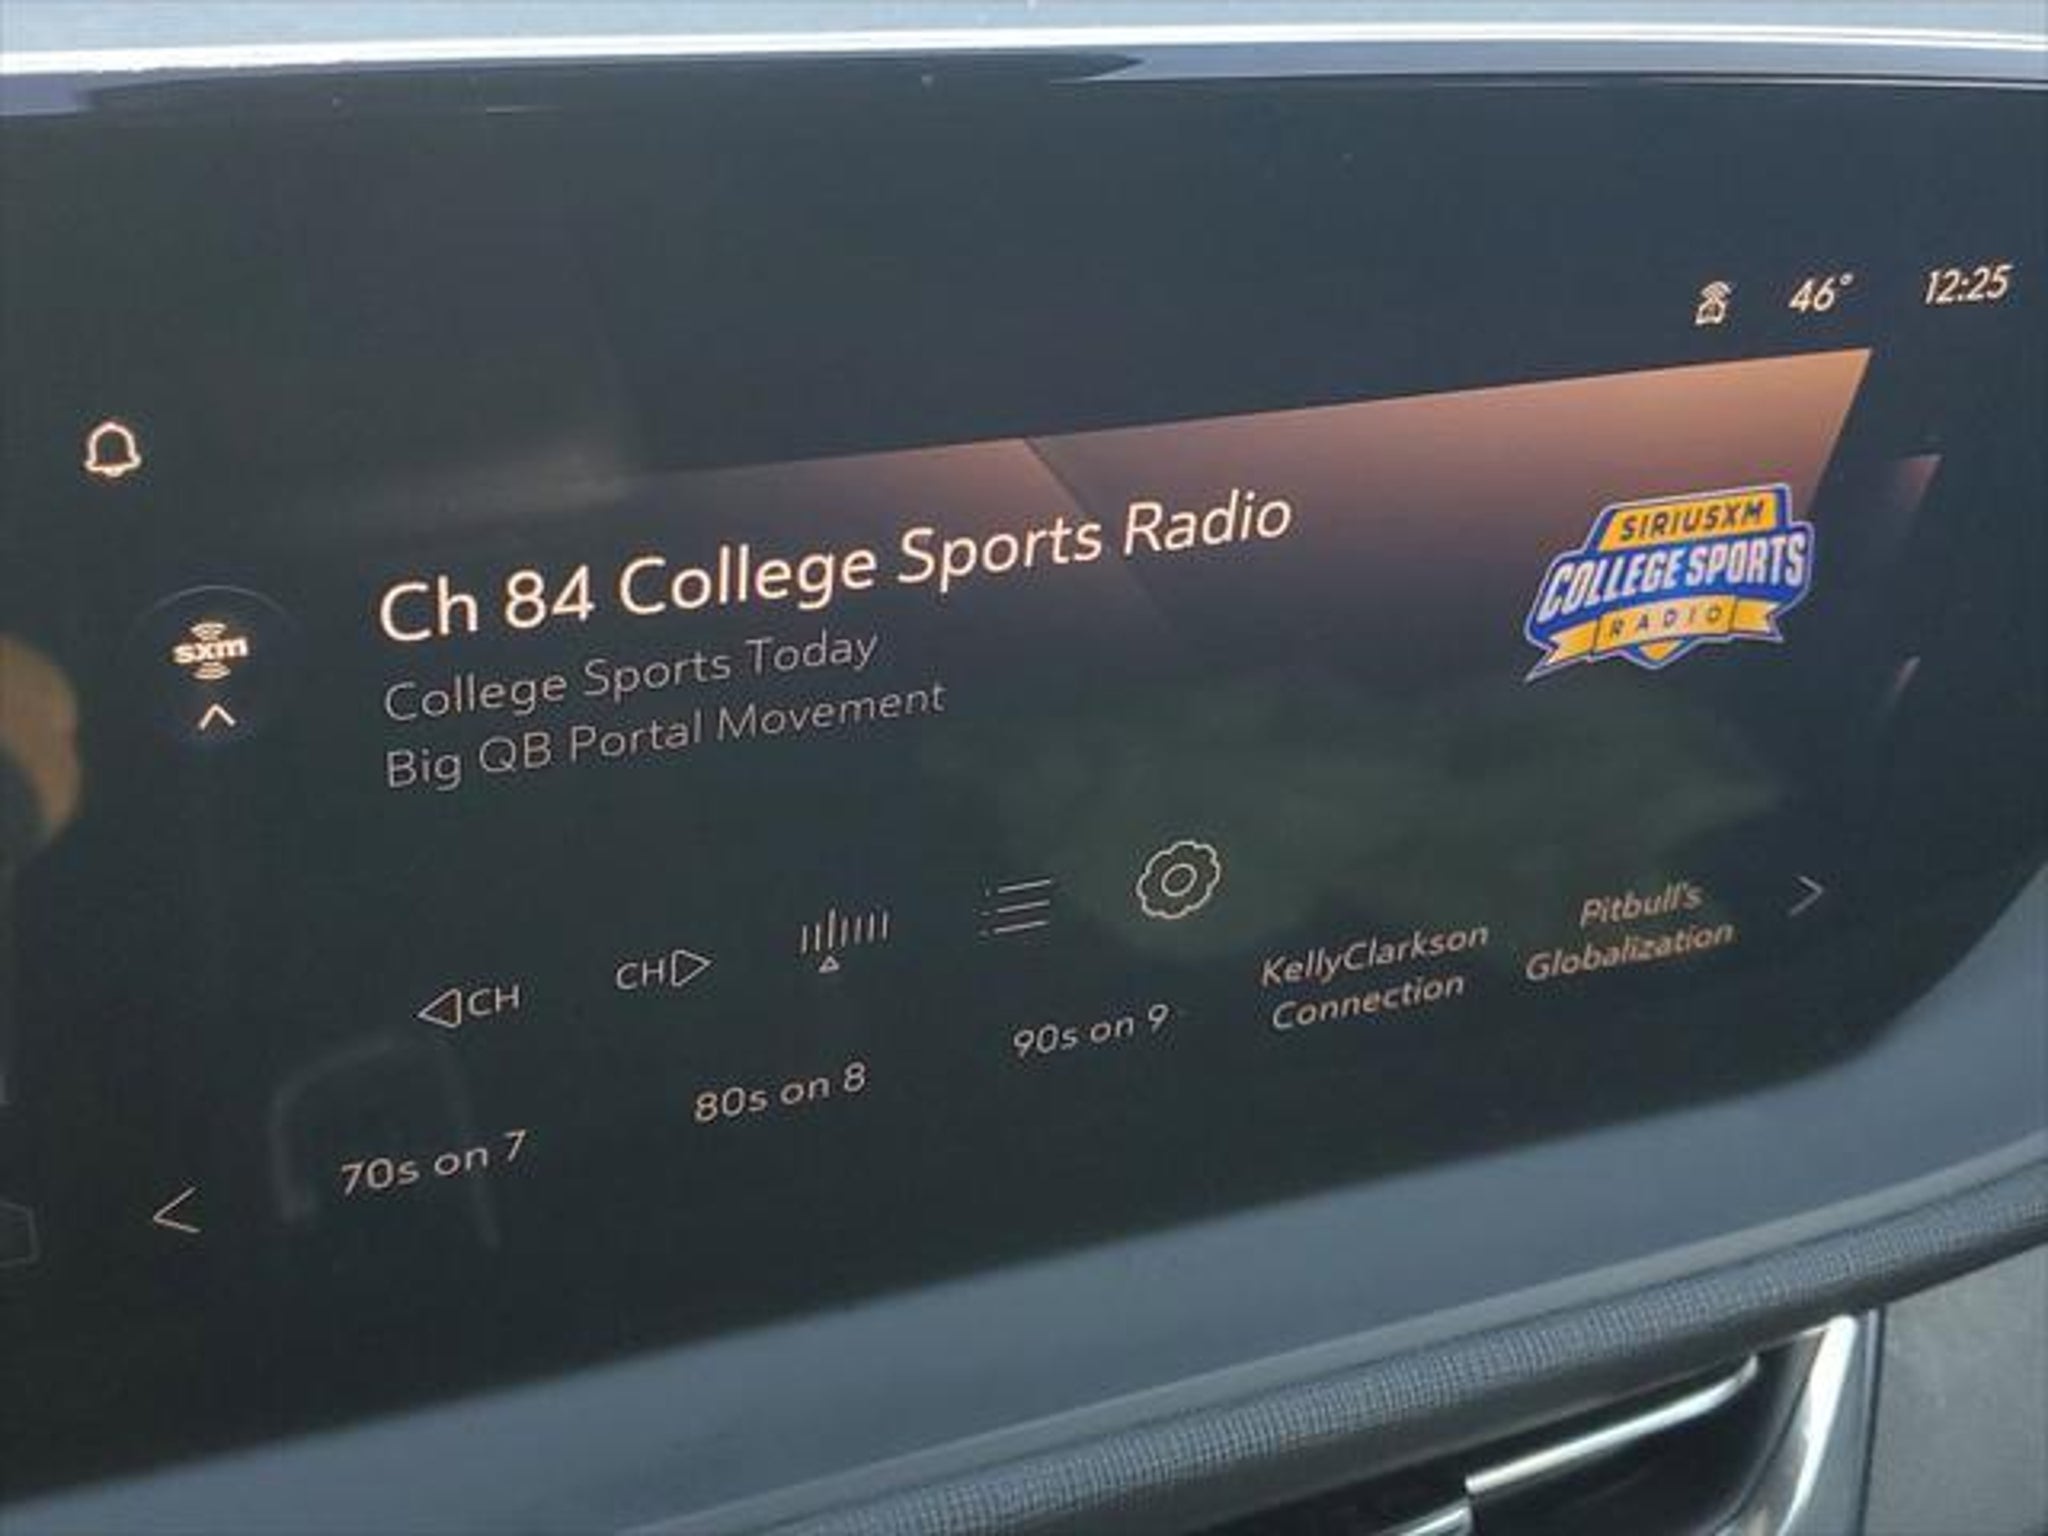 46° 12:25
Ch 84 College Sports Radio
SIRIUSXM
COLLEGE SPORTS
RADIO
sxm
College Sports Today
Big QB Portal Movement
CH
CH
70s on 7
80s on 8
90s on 9
KellyClarkson
Connection
Pitbull's
Globalization